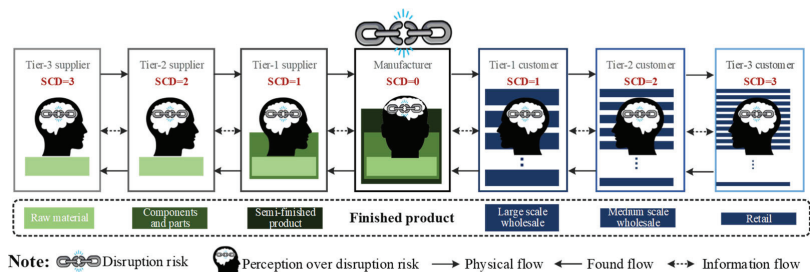 Tier-3 supplier
SCD=3
Tier-2 supplier
SCD=2
Tier-1 supplier
SCD=1
Manufacturer
SCD=0
Tier-1 customer
SCD=1
Tier-2 customer
SCD=2
Tier-3 customer
SCD=3
Raw material
Components
and parts
Semi-finished
product
Finished product
Large scale
wholesale
Medium scale
wholesale
Retail
Note: Disruption risk Perception over disruption risk Physical flow Found flow Information flow